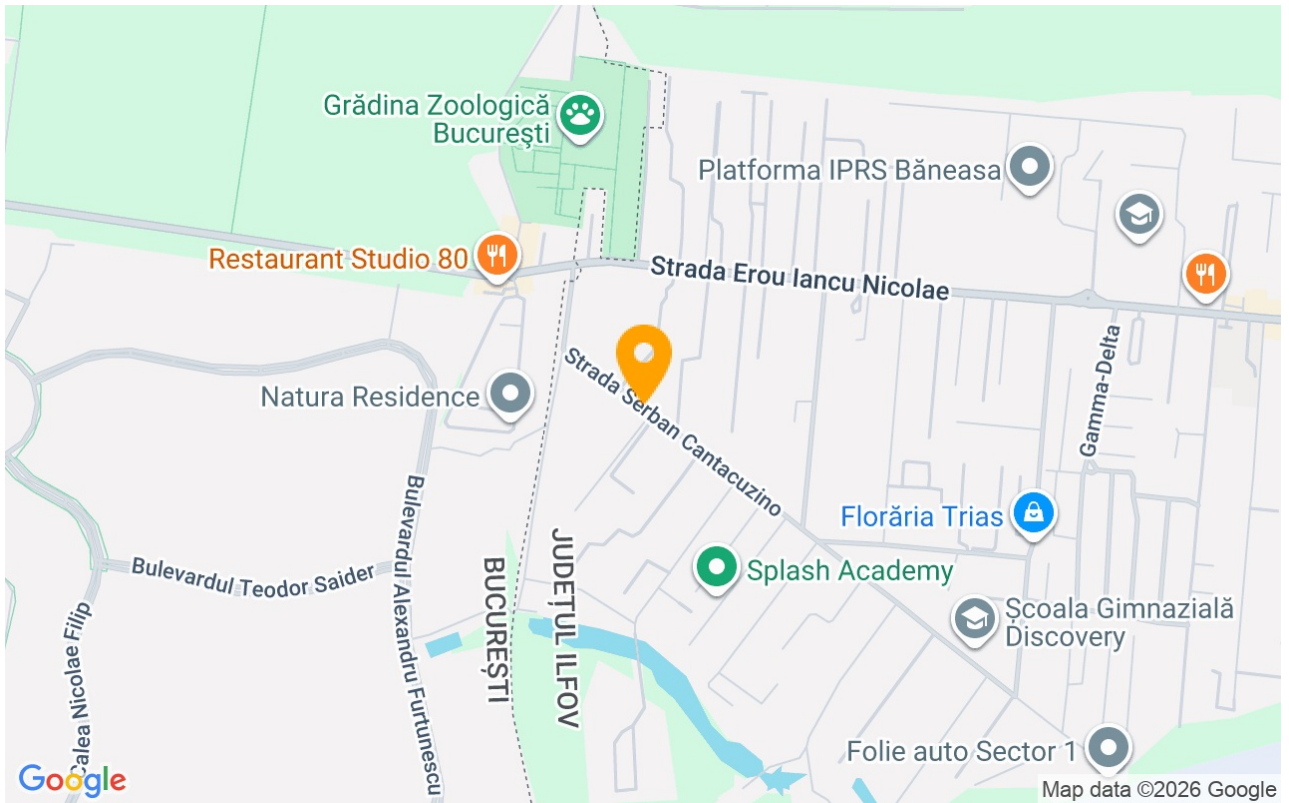 Grădina Zoologică
Bucureşti
Platforma IPRS Băneasa
Restaurant Studio 80
Strada Erou Iancu Nicolae
Strada Serban Cantacuzino
Natura Residence
Gamma-Delta
Florăria Trias
Bulevardul Teodor Saider
Bulevardul Alexandru Furtunescu
BUCUREȘTI
JUDEȚUL ILFOV
Splash Academy
Calea Nicolae Filip
Școala Gimnazială
Discovery
Folie auto Sector 1
Google
Map data ©2026 Google